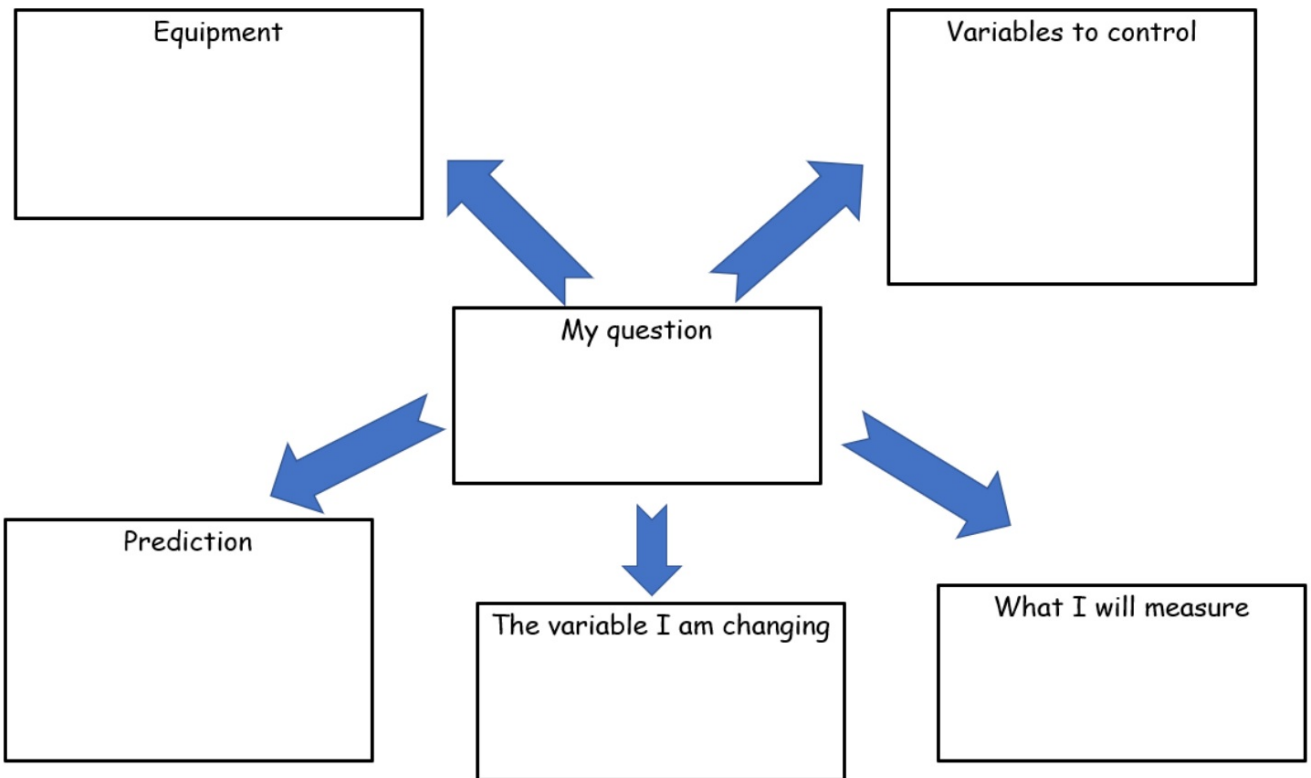 Equipment
Variables to control
My question
Prediction
The variable I am changing
What I will measure